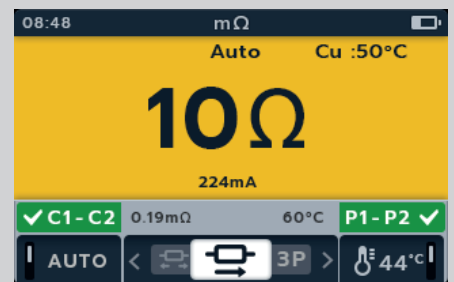 08:48 mΩ
Auto Cu :50°C
10Ω
224mA
C1-C2 0.19mΩ 60°C P1-P2
AUTO < 3P > 44°C